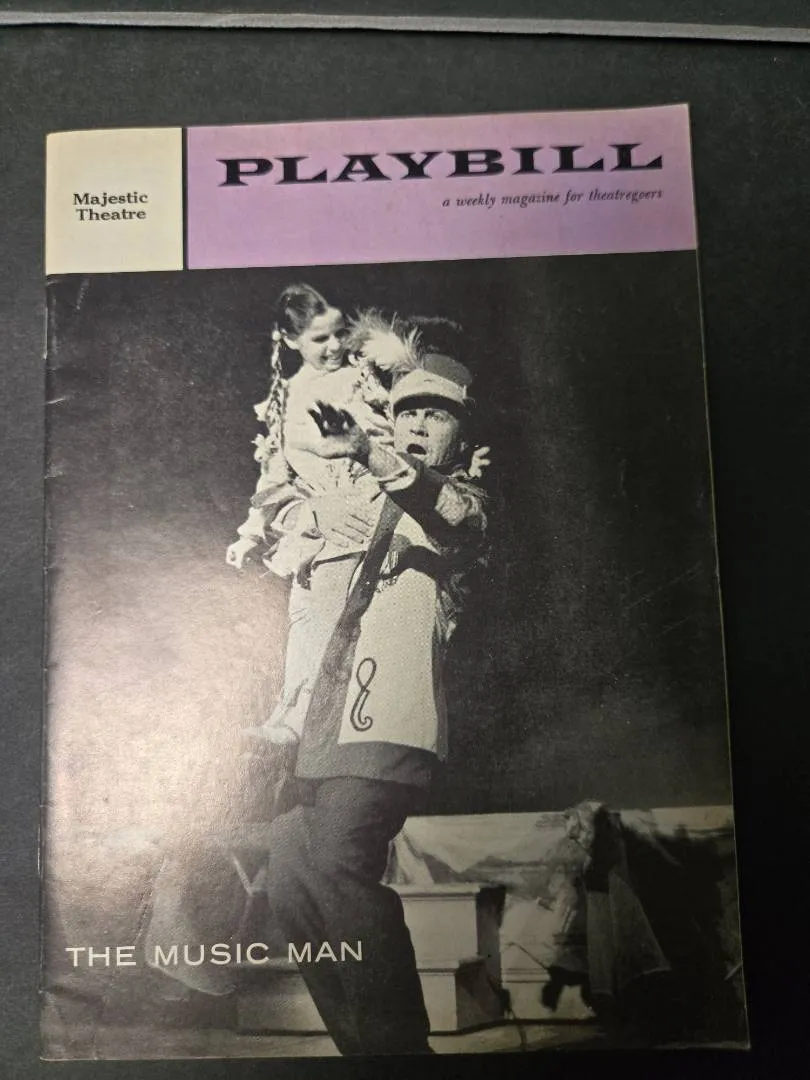 Majestic
Theatre
PLAYBILL
a weekly magazine for theatregoers
THE MUSIC MAN